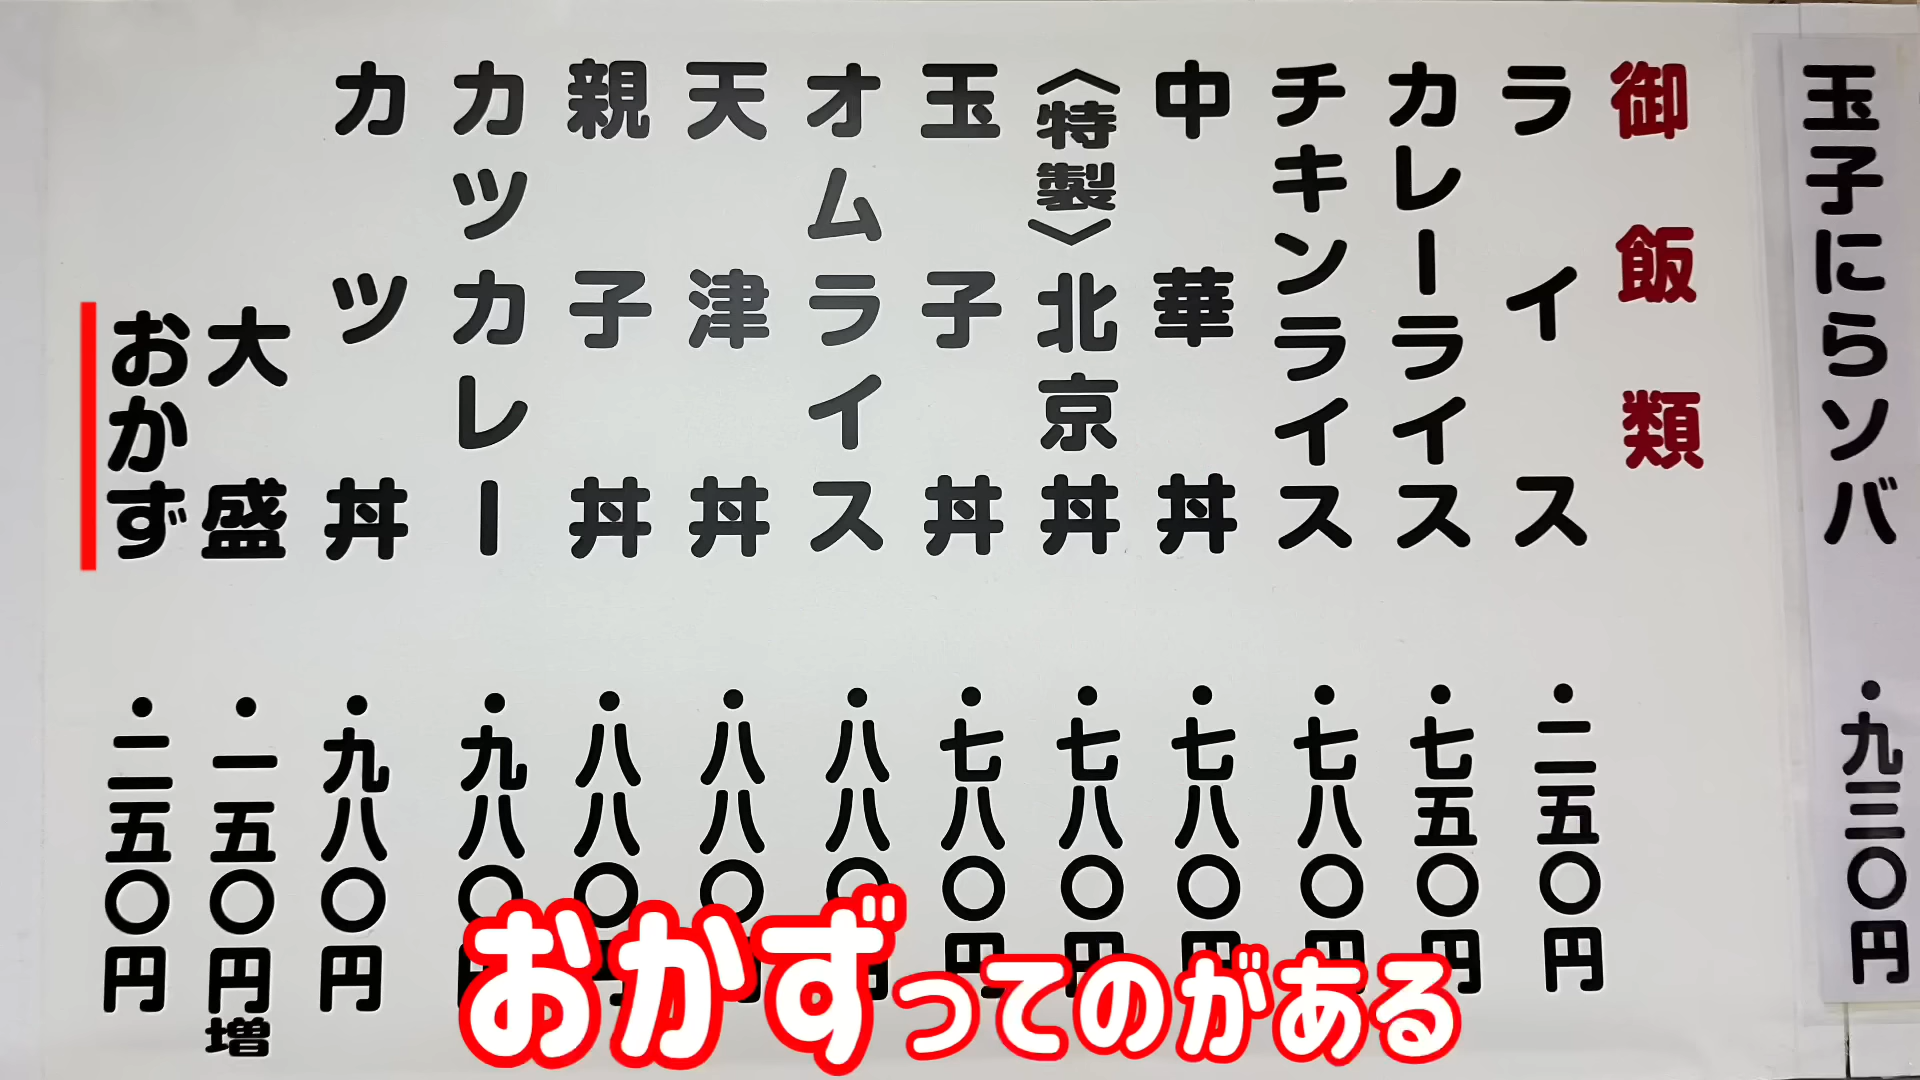 玉子にらソバ ・九三〇円
御飯類
ライス ・二五〇円
カレーライス ・七五〇円
チキンライス ・七八〇円
中華丼 ・七八〇円
〈特製〉北京丼 ・七八〇円
玉子丼 ・七八〇円
オムライス ・八八〇円
天津丼 ・八八〇円
親子丼 ・八八〇円
カツカレー ・九八〇円
カツ丼 ・九八〇円
大盛 ・一五〇円増
おかず ・二五〇円
おかずってのがある